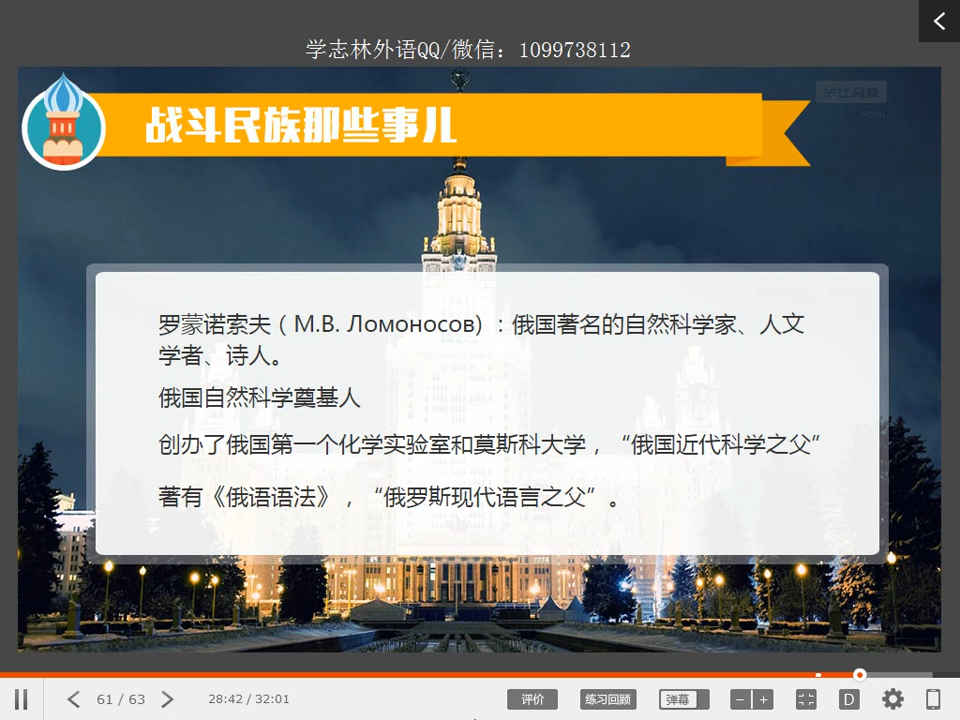 学志林外语QQ/微信：1099738112
沪江网校
战斗民族那些事儿
罗蒙诺索夫（М.В. Ломоносов）：俄国著名的自然科学家、人文
学者、诗人。
俄国自然科学奠基人
创办了俄国第一个化学实验室和莫斯科大学，“俄国近代科学之父”
著有《俄语语法》，“俄罗斯现代语言之父”。
61 / 63
28:42 / 32:01
评价
练习回顾
弹幕
D